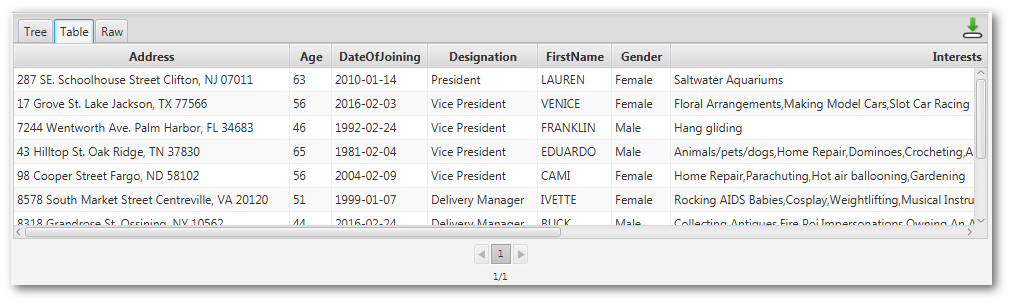 Tree Table Raw
Address Age DateOfJoining Designation FirstName Gender Interests
287 SE. Schoolhouse Street Clifton, NJ 07011 63 2010-01-14 President LAUREN Female Saltwater Aquariums
17 Grove St. Lake Jackson, TX 77566 56 2016-02-03 Vice President VENICE Female Floral Arrangements,Making Model Cars,Slot Car Racing
7244 Wentworth Ave. Palm Harbor, FL 34683 46 1992-02-24 Vice President FRANKLIN Male Hang gliding
43 Hilltop St. Oak Ridge, TN 37830 65 1981-02-04 Vice President EDUARDO Male Animals/pets/dogs,Home Repair,Dominoes,Crocheting,A
98 Cooper Street Fargo, ND 58102 56 2004-02-09 Vice President CAMI Female Home Repair,Parachuting,Hot air ballooning,Gardening
8578 South Market Street Centreville, VA 20120 51 1999-01-07 Delivery Manager IVETTE Female Rocking AIDS Babies,Cosplay,Weightlifting,Musical Instru
8318 Grandrose St. Ossining, NY 10562 44 2016-02-24 Delivery Manager BUCK Male Collecting Antiques,Fire Poi,Impersonations,Owning An A
1
1/1